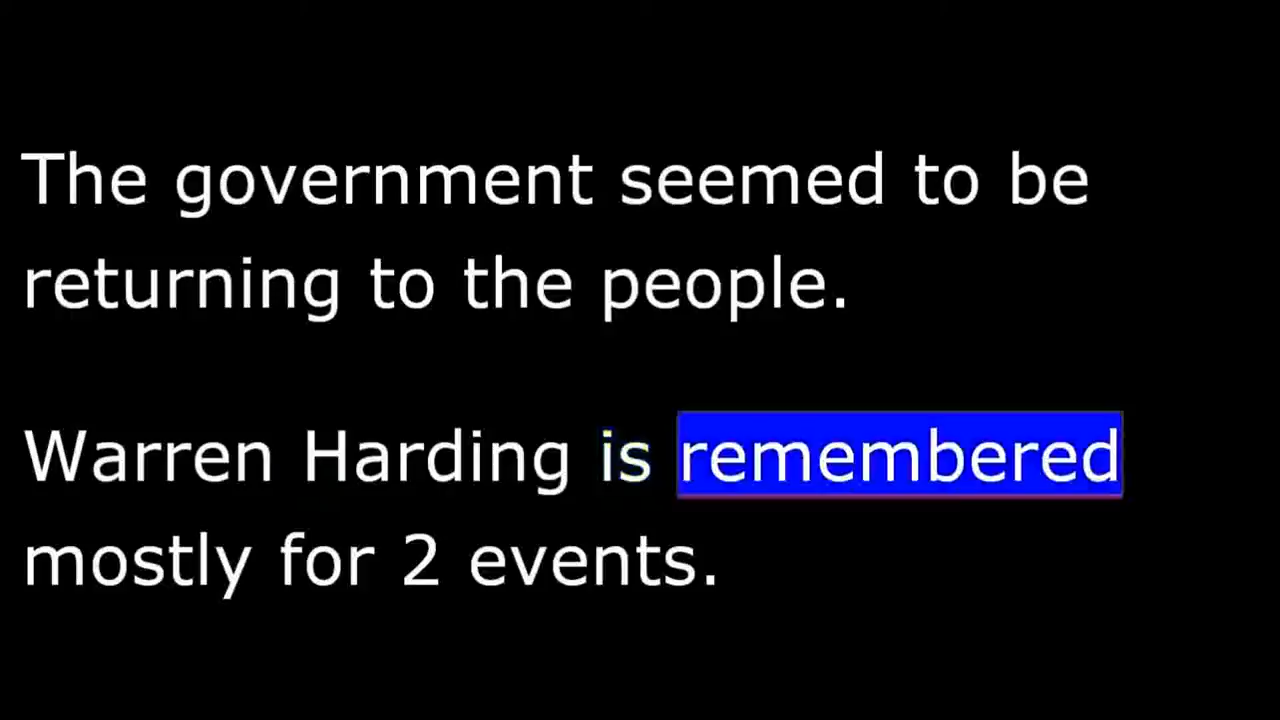 The government seemed to be
returning to the people.
Warren Harding is remembered
mostly for 2 events.